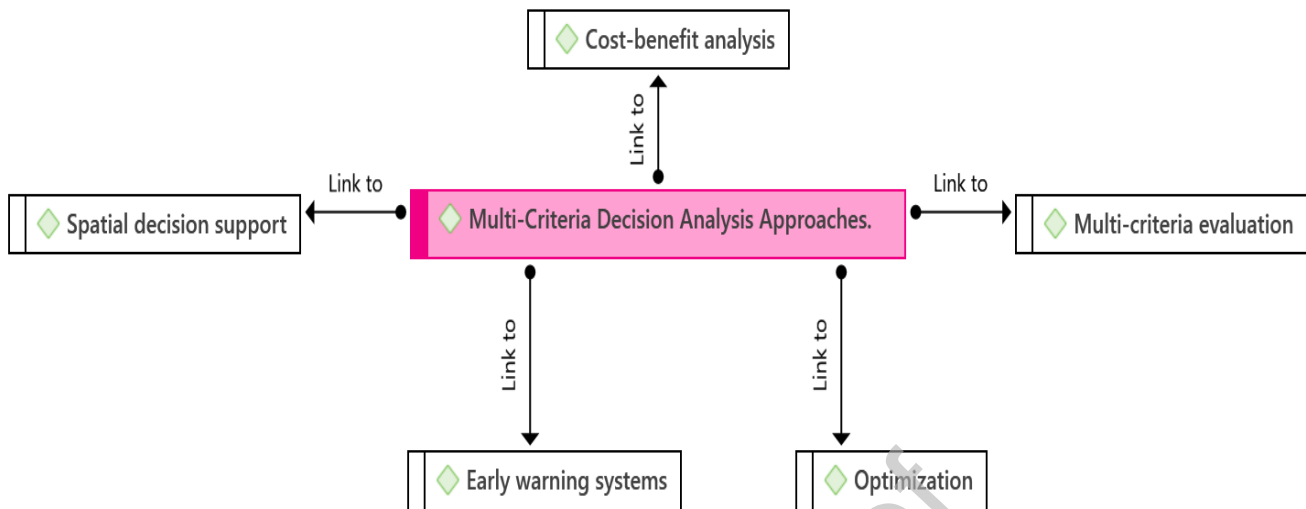 Cost-benefit analysis
Link to
Link to
Link to
Spatial decision support
Multi-Criteria Decision Analysis Approaches.
Multi-criteria evaluation
Link to
Link to
Early warning systems
Optimization